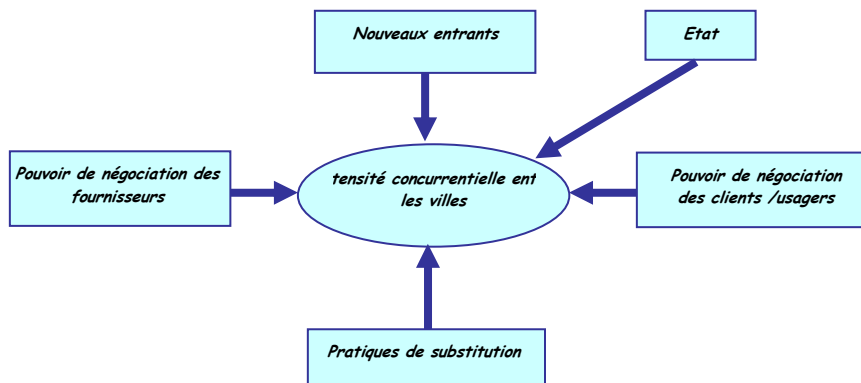 Nouveaux entrants
Etat
Pouvoir de négociation des
fournisseurs
tensité concurrentielle ent
les villes
Pouvoir de négociation
des clients /usagers
Pratiques de substitution